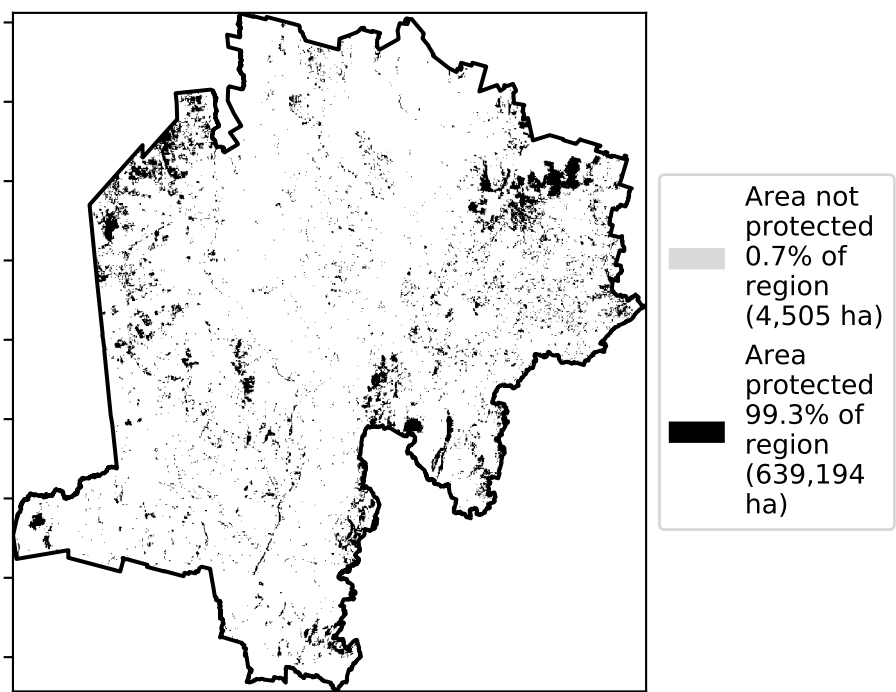 Area not
protected
0.7% of
region
(4,505 ha)
Area
protected
99.3% of
region
(639,194
ha)